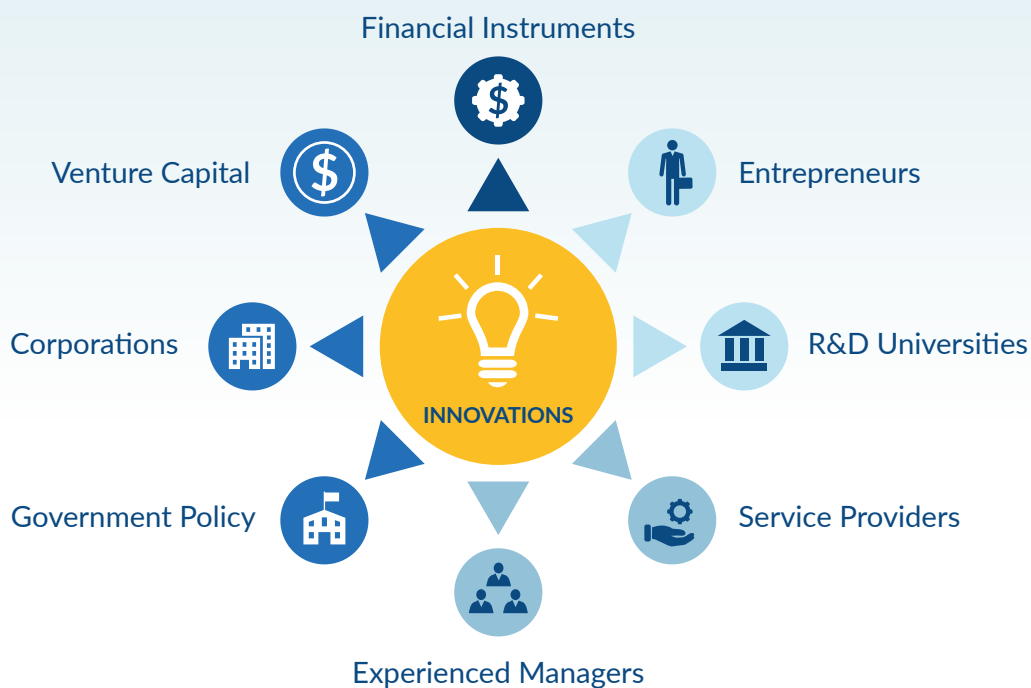 Financial Instruments
Venture Capital
Entrepreneurs
Corporations
R&D Universities
INNOVATIONS
Government Policy
Service Providers
Experienced Managers